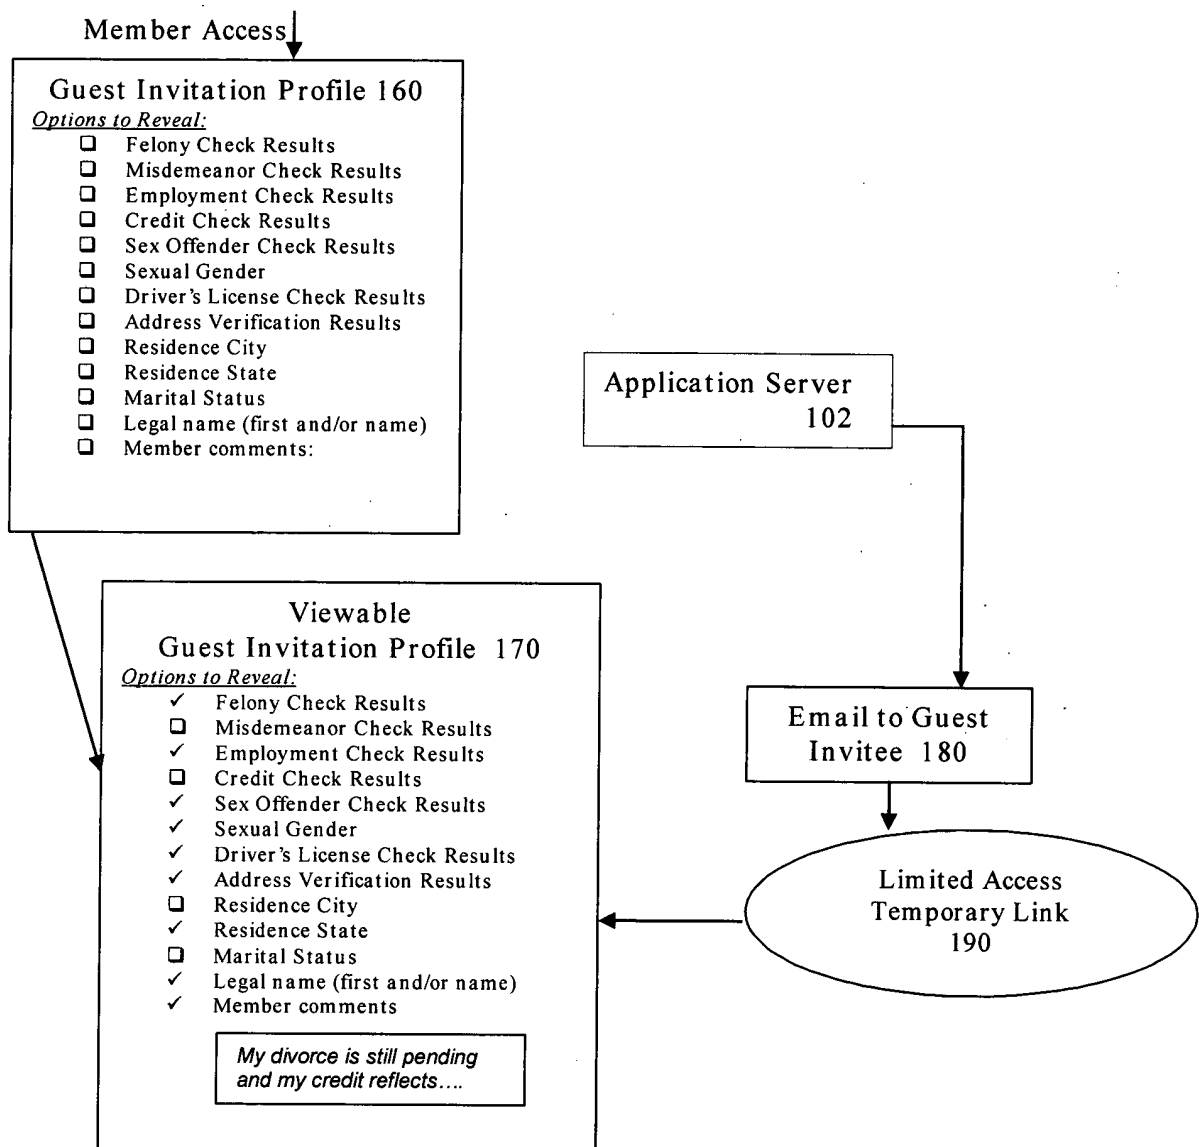 Member Access
Guest Invitation Profile 160
Options to Reveal:
❑ Felony Check Results
❑ Misdemeanor Check Results
❑ Employment Check Results
❑ Credit Check Results
❑ Sex Offender Check Results
❑ Sexual Gender
❑ Driver's License Check Results
❑ Address Verification Results
❑ Residence City
❑ Residence State
❑ Marital Status
❑ Legal name (first and/or name)
❑ Member comments:
Application Server
102
Viewable
Guest Invitation Profile 170
Options to Reveal:
✓ Felony Check Results
❑ Misdemeanor Check Results
✓ Employment Check Results
❑ Credit Check Results
✓ Sex Offender Check Results
✓ Sexual Gender
✓ Driver's License Check Results
✓ Address Verification Results
❑ Residence City
✓ Residence State
❑ Marital Status
✓ Legal name (first and/or name)
✓ Member comments
My divorce is still pending
and my credit reflects....
Email to Guest
Invitee 180
Limited Access
Temporary Link
190